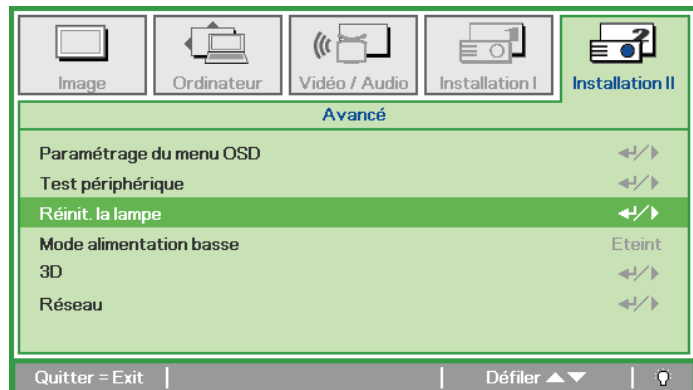 Image Ordinateur Vidéo / Audio Installation I Installation II
Avancé
Paramétrage du menu OSD
Test périphérique
Réinit. la lampe
Mode alimentation basse Eteint
3D
Réseau
Quitter = Exit Défiler ▲▼